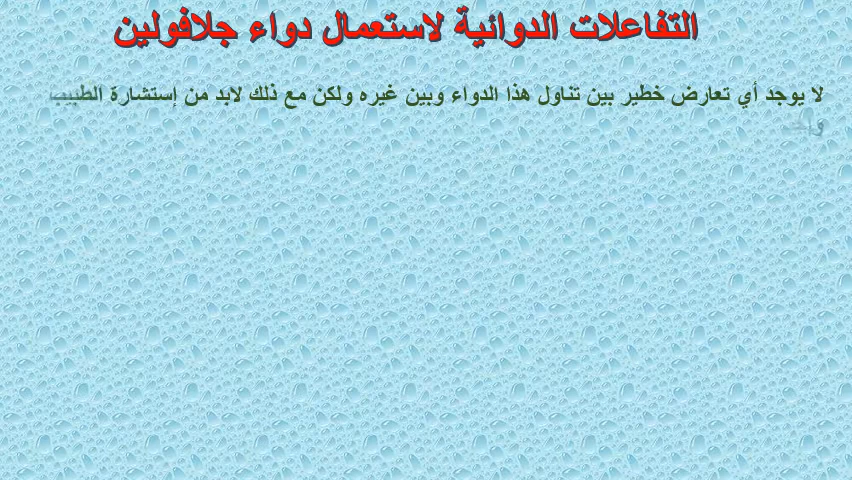 التفاعلات الدوائية لاستعمال دواء جلافولين
لا يوجد أي تعارض خطير بين تناول هذا الدواء وبين غيره ولكن مع ذلك لابد من إستشارة الطبيب